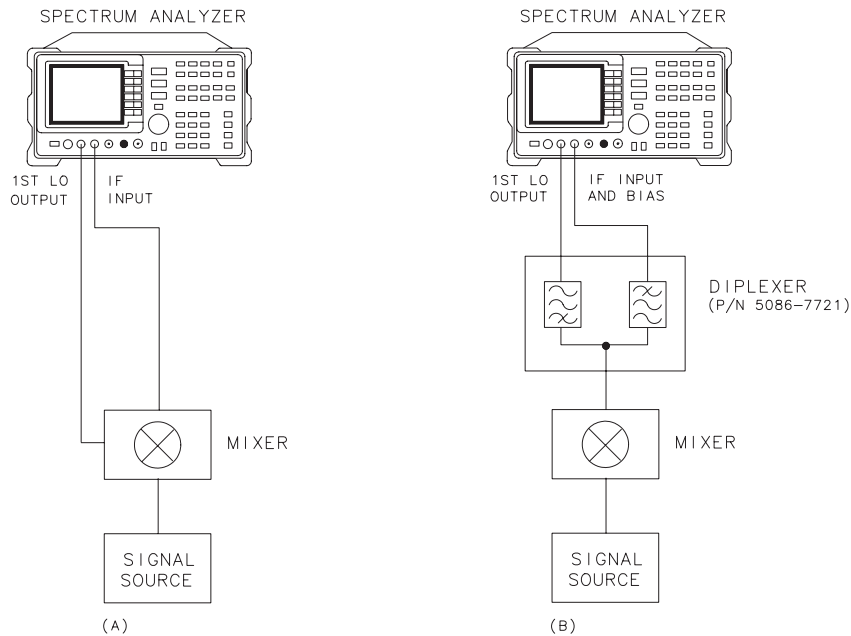 SPECTRUM ANALYZER
1ST LO
OUTPUT
IF
INPUT
MIXER
SIGNAL
SOURCE
(A)
SPECTRUM ANALYZER
1ST LO
OUTPUT
IF INPUT
AND BIAS
DIPLEXER
(P/N 5086-7721)
MIXER
SIGNAL
SOURCE
(B)